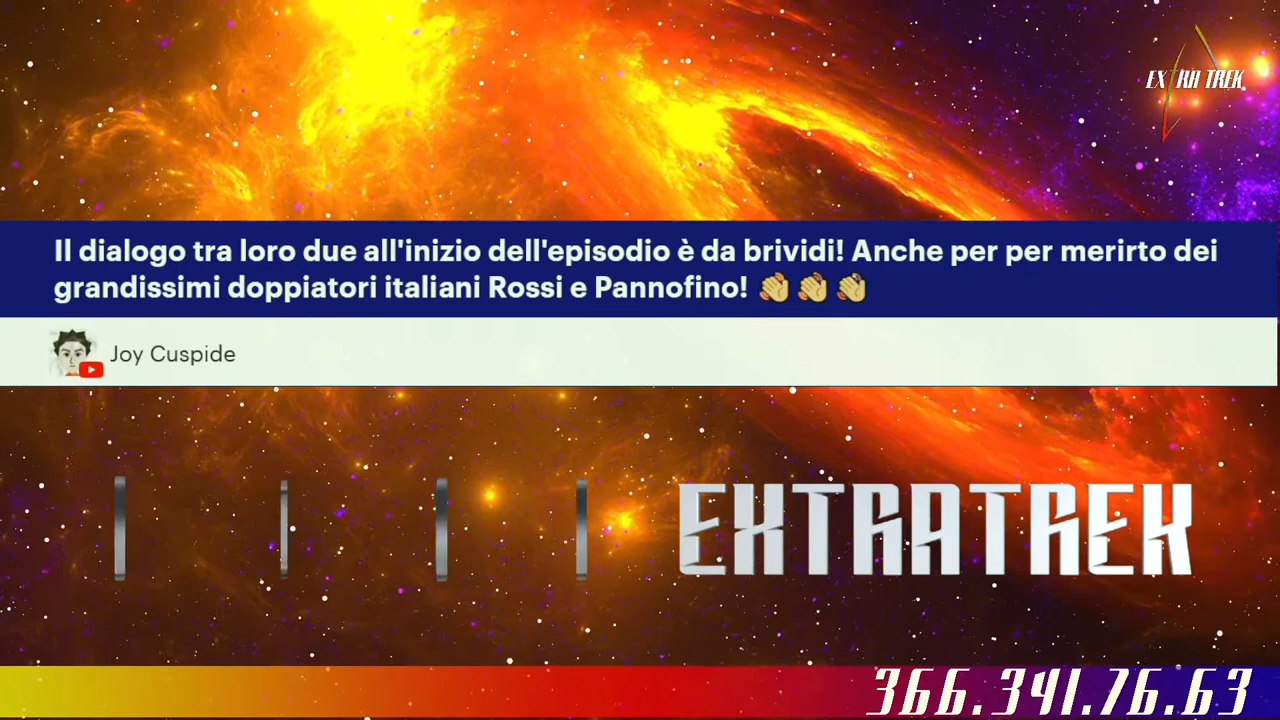 EXTRA TREK
Il dialogo tra loro due all'inizio dell'episodio è da brividi! Anche per per merirto dei
grandissimi doppiatori italiani Rossi e Pannofino! 👏🏼👏🏼👏🏼
Joy Cuspide
EXTRATREK
366.341.76.63